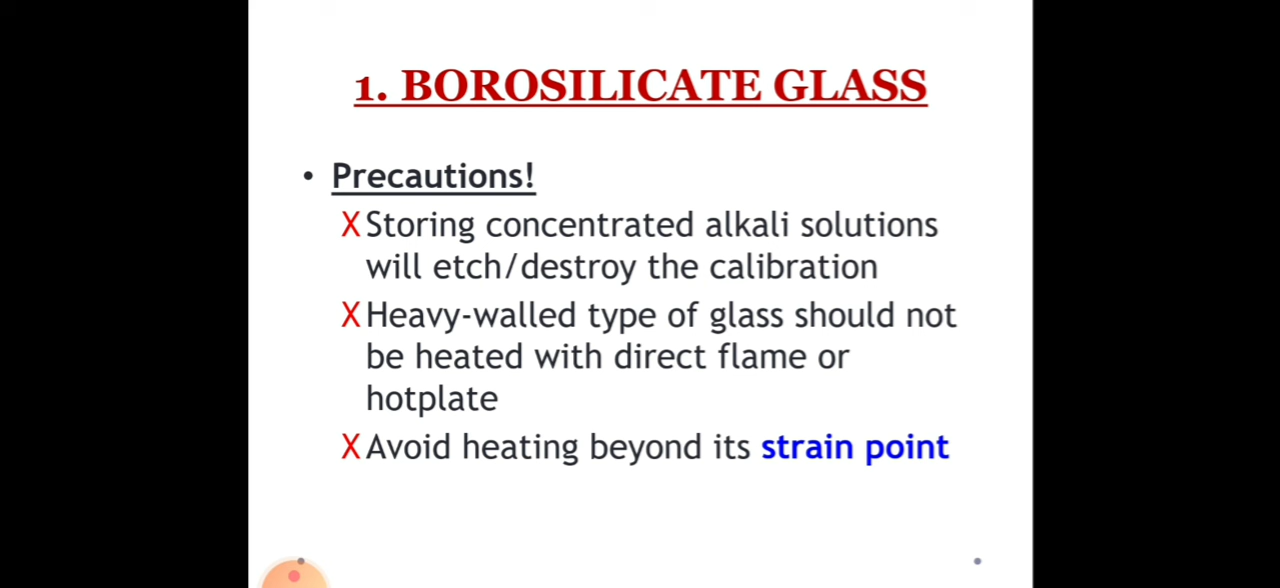 1. BOROSILICATE GLASS
• Precautions!
X Storing concentrated alkali solutions
will etch/destroy the calibration
X Heavy-walled type of glass should not
be heated with direct flame or
hotplate
X Avoid heating beyond its strain point